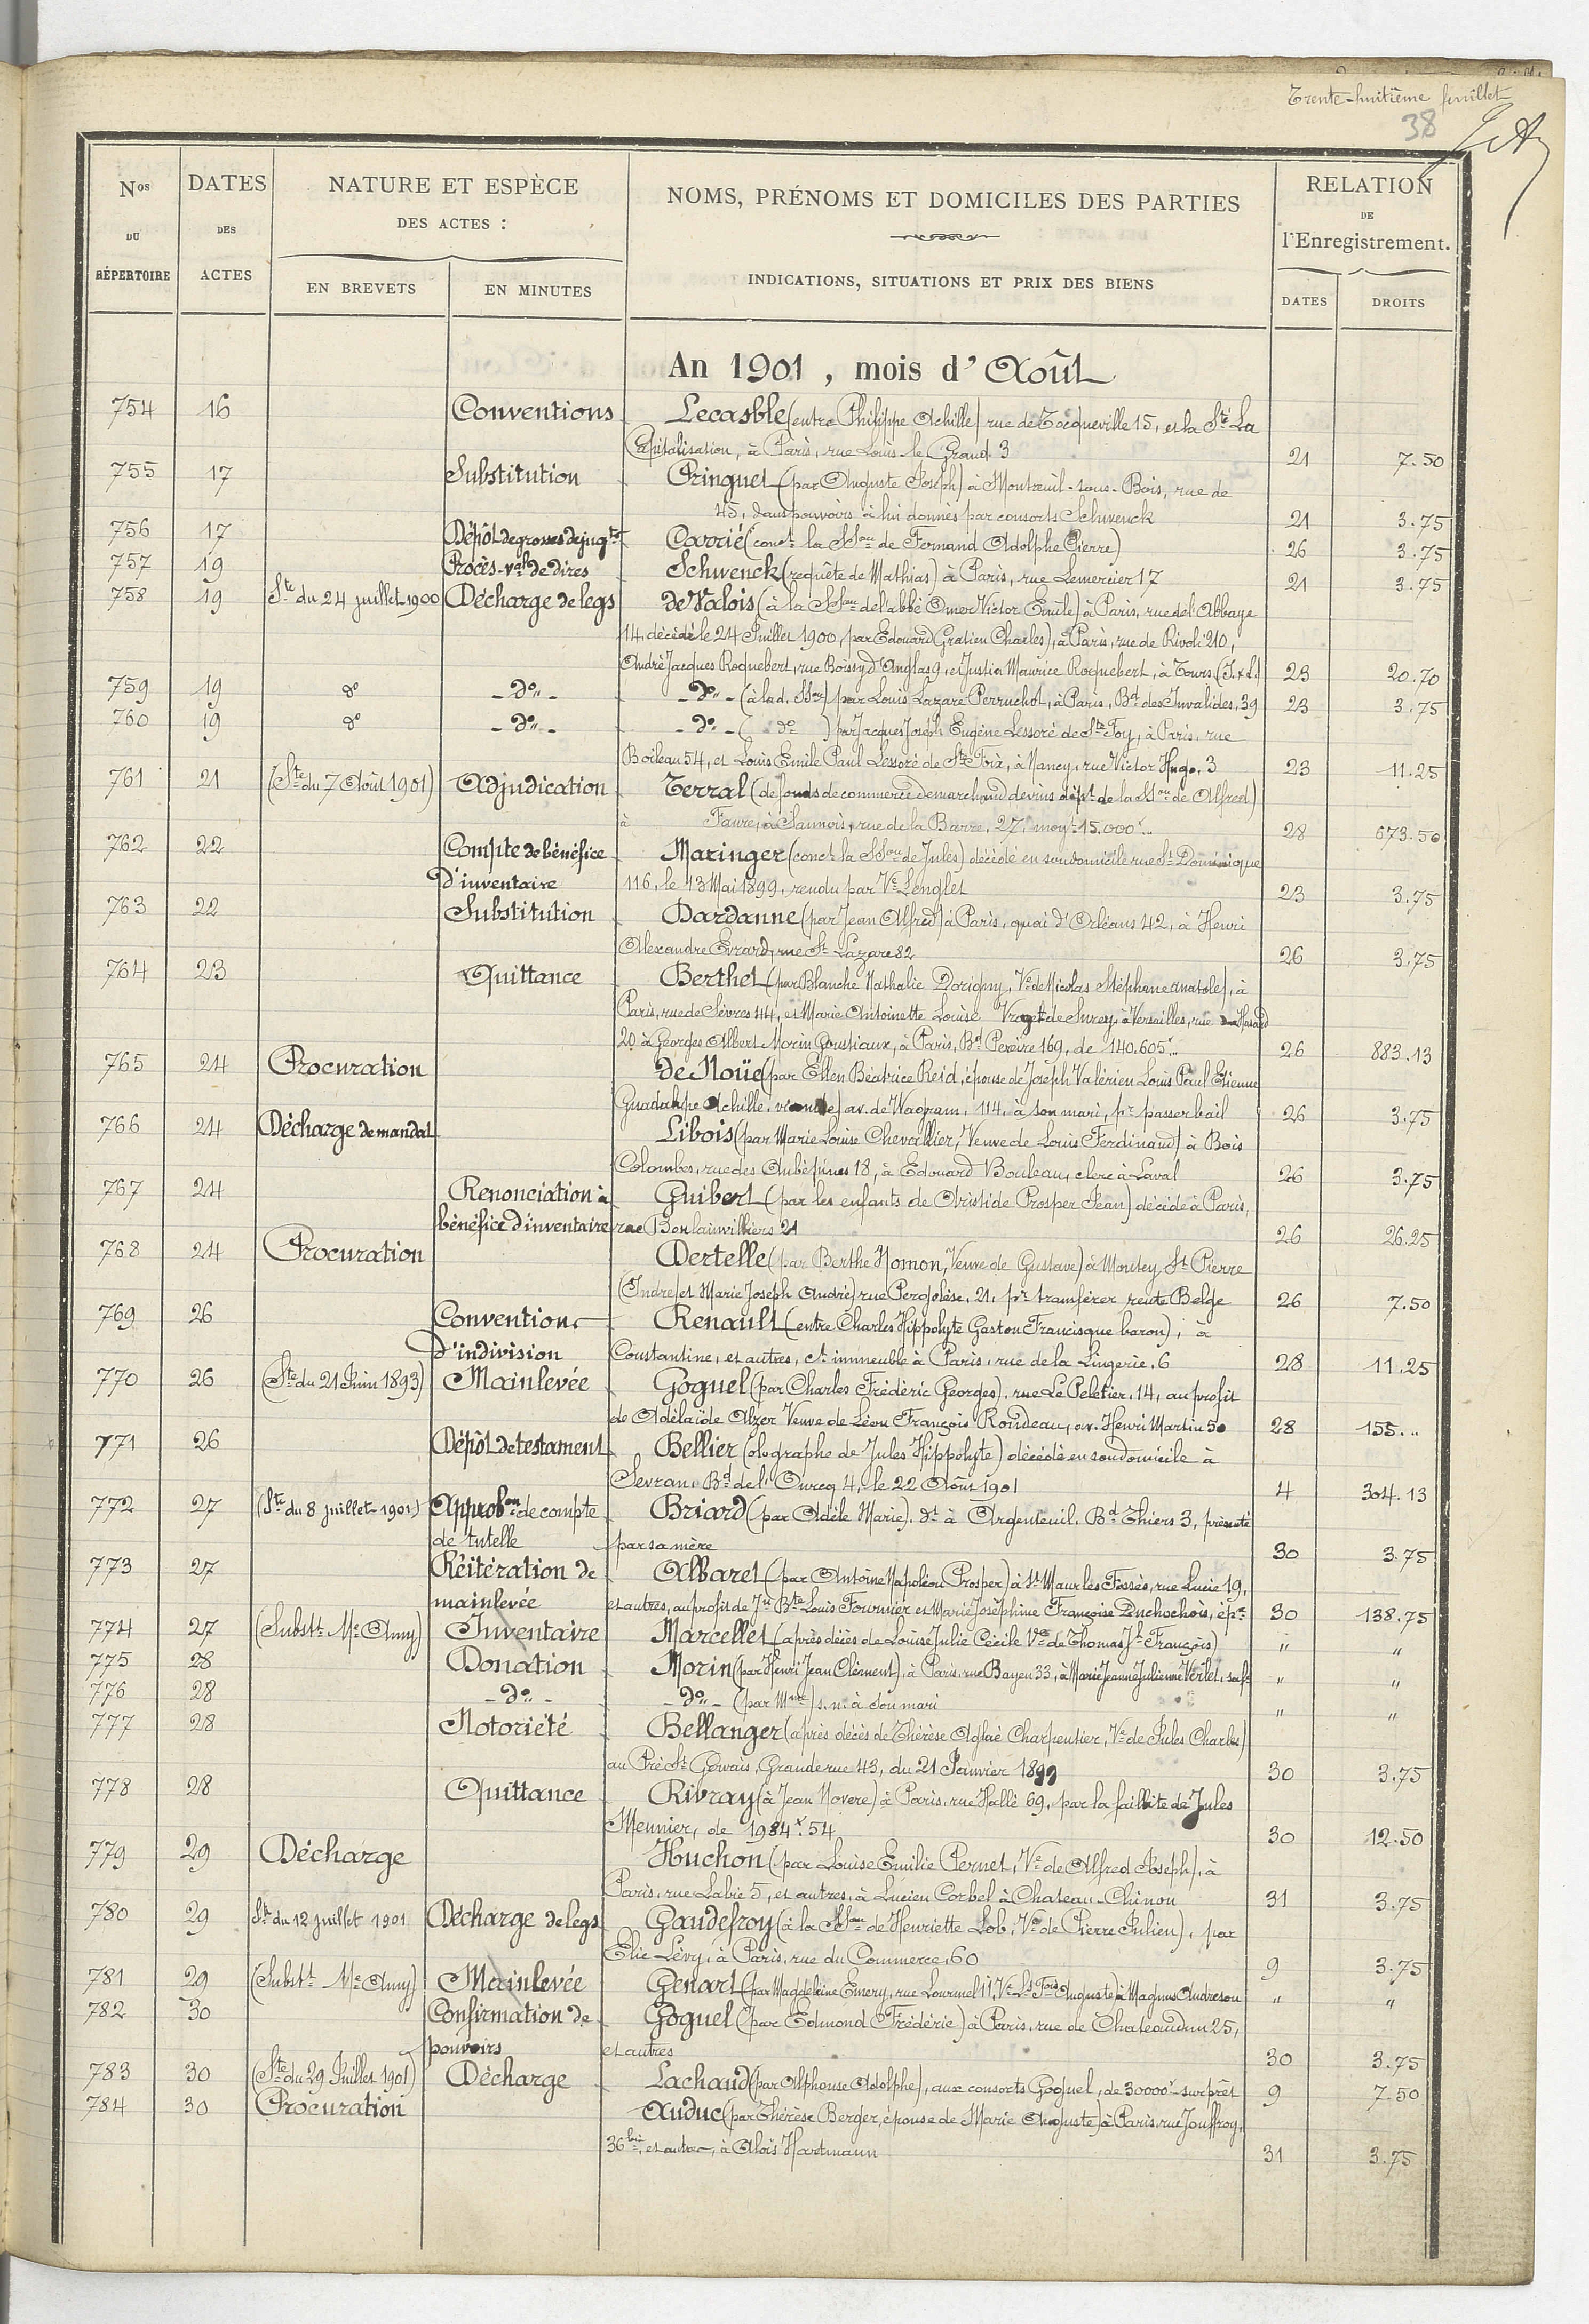 Trente-huitième feuillet
38
Nos DU RÉPERTOIRE
DATES DES ACTES
NATURE ET ESPÈCE DES ACTES :
EN BREVETS
EN MINUTES
NOMS, PRÉNOMS ET DOMICILES DES PARTIES
INDICATIONS, SITUATIONS ET PRIX DES BIENS
RELATION DE l'Enregistrement.
DATES
DROITS
An 1901, mois d'Août
754 16 Conventions Lecasble (entre Philippe Achille) rue de Tocqueville 15, et la Sté La
Capitalisation, à Paris, rue Louis-le Grand 3 21 7.50
755 17 Substitution Pringuet (par Auguste Joseph) à Montreuil-sous-Bois, rue de
45, dans pouvoirs à lui donnés par consorts Schwenck 21 3.75
756 17 Dépôt de grosses de jugts Carrié (conct la SSon de Fernand Adolphe Pierre) 26 3.75
757 19 Procès-val de dires Schwenck (requête de Mathias) à Paris, rue Lemercier 17 21 3.75
758 19 Ste du 24 juillet 1900 Décharge de legs de Valois (à la SSon de l'abbé Omer Victor Emile) à Paris, rue de l'Abbaye
14, décédé le 24 Juillet 1900, par Edouard Gratien Charles), à Paris, rue de Rivoli 210,
André Jacques Roquebert, rue Boissy d'Anglas 9, et Justin Maurice Roquebert, à Tours (I.&L.) 23 20.70
759 19 do -do- -do- (à lad. SSon) par Louis Lazare Perruchot, à Paris, Bd des Invalides, 39 23 3.75
760 19 do -do- -do- ( do ) par Jacques Joseph Eugène Lessoré de Ste Foy, à Paris, rue
Boileau 54, et Louis Emile Paul Lessoré de Ste Foix, à Nancy, rue Victor Hugo, 3 23 11.25
761 21 (Ste du 7 Août 1901) Adjudication Terral (de fonds de commerce de marchand de vins dépt de la SSon de Alfred)
à Faure, à Sannois, rue de la Barre, 27, moyt 15.000f.. 28 673.50
762 22 Compte de bénéfice Maringer (conct la SSon de Jules) décédé en son domicile rue St Dominique
d'inventaire 116, le 13 Mai 1899, rendu par Ve Lenglet 23 3.75
763 22 Substitution Dardanne (par Jean Alfred) à Paris, quai d'Orléans 42, à Henri
Alexandre Evrard, rue St Lazare 82 26 3.75
764 23 Quittance Berthet (par Blanche Nathalie Dorigny, Ve de Nicolas Stéphane Anatole), à
Paris, rue de Sèvres 44, et Marie Antoinette Louise de Surey, à Versailles, rue du Hasard
20 à Georges Albert Morin Goustiaux, à Paris, Bd Pereire 169, de 140.605f.. 26 883.13
765 24 Procuration de Noüe (par Ellen Béatrice Reid, épouse de Joseph Valérien Louis Paul Etienne
Guadalupe Achille, vicomte) av. de Wagram, 114, à son mari, pr passer bail 26 3.75
766 24 Décharge de mandat Libois (par Marie Louise Chevallier, Veuve de Louis Ferdinand) à Bois
Colombes, rue des Aubépines 18, à Edouard Bouleau, clerc à Laval 26 3.75
767 24 Renonciation à Guibert (par les enfants de Aristide Prosper Jean) décédé à Paris,
bénéfice d'inventaire rue Boulainvilliers 21 26 26.25
768 24 Procuration Dertelle (par Berthe Homon, Veuve de Gustave) à Moutey St Pierre
(Indre) et Marie Joseph André) rue Pergolèse, 21, pr transférer rente Belge 26 7.50
769 26 Conventions Renault (entre Charles Hippolyte Gaston Francisque baron), à
d'indivision Constantine, et autres, ct immeuble à Paris, rue de la Lingerie, 6 28 11.25
770 26 (Ste du 21 Juin 1893) Mainlevée Goguel (par Charles Frédéric Georges), rue Le Peletier, 14, au profit
de Adélaïde Alzer Veuve de Léon François Rondeau, av. Henri Martin 50 28 155...
771 26 Dépôt de testament Bellier (olographe de Jules Hippolyte) décédé en son domicile à
Sevran, Bd de l'Ourcq 4, le 22 Août 1901 4 304.13
772 27 (Ste du 8 juillet 1901) Approbon de compte Briard (par Adèle Marie). dt à Argenteuil. Bd Thiers 3, présenté
de tutelle par sa mère 30 3.75
773 27 Réitération de Albaret (par Antoine Napoléon Prosper) à St Maur les Fossés, rue Lucie 19,
mainlevée et autres, au profit de Jn Bte Louis Fournier et Marie Joséphine Françoise Duchochois, épse 30 138.75
774 27 (Substt Me Amy) Inventaire Marcellet (après décès de Louise Julie Cécile Ve de Thomas Jh François) " "
775 28 Donation Morin (par Henri Jean Clément), à Paris, rue Bayen 33, à Marie Jeanne Julienne Verlet, sa fe " "
776 28 -do- -do- (par Mme) s.n. à son mari " "
777 28 Notoriété Bellanger (après décès de Thérèse Aglaé Charpentier, Ve de Jules Charles)
au Pré St Gervais, Grande rue 43, du 21 Janvier 1899 30 3.75
778 28 Quittance Rivray (à Jean Novere) à Paris, rue Hallé 69, par la faillite de Jules
Meunier, de 1984f.54 30 12.50
779 29 Décharge Huchon (par Louise Emilie Pernet, Ve de Alfred Joseph), à
Paris, rue Labie 5, et autres, à Lucien Corbel à Chateau-Chinon 31 3.75
780 29 Ste du 12 juillet 1901 Décharge de legs Gaudefroy (à la SSon de Henriette Lob, Ve de Pierre Julien), par
Elie Lévy, à Paris, rue du Commerce, 60 9 3.75
781 29 (Substt Me Amy) Mainlevée Genart (par Magdeleine Emery, rue Lourmel 11, Ve Ls Fois Auguste) à Magnus Andreson " "
782 30 Confirmation de Goguel (par Edmond Frédéric) à Paris, rue de Chateaudun 25,
pouvoirs et autres 30 3.75
783 30 (Ste du 29 Juillet 1901) Décharge Lachaud (par Alphonse Adolphe), aux consorts Goguel, de 30000f sur prêt 9 7.50
784 30 Procuration Auduc (par Thérèse Berger, épouse de Marie Auguste) à Paris, rue Jouffroy,
36bis, et autres, à Aloïs Hartmann 31 3.75